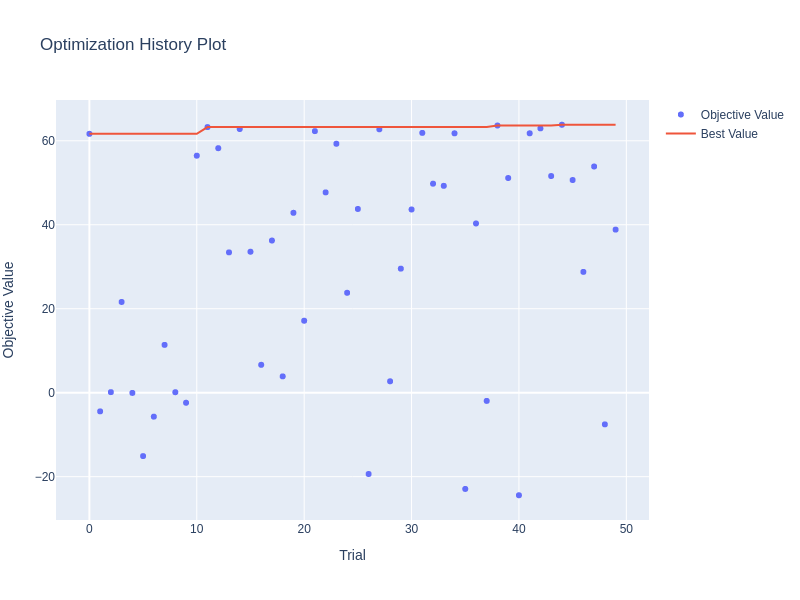 Optimization History Plot
Objective Value
Best Value
60
40
20
0
−20
Objective Value
0
10
20
30
40
50
Trial